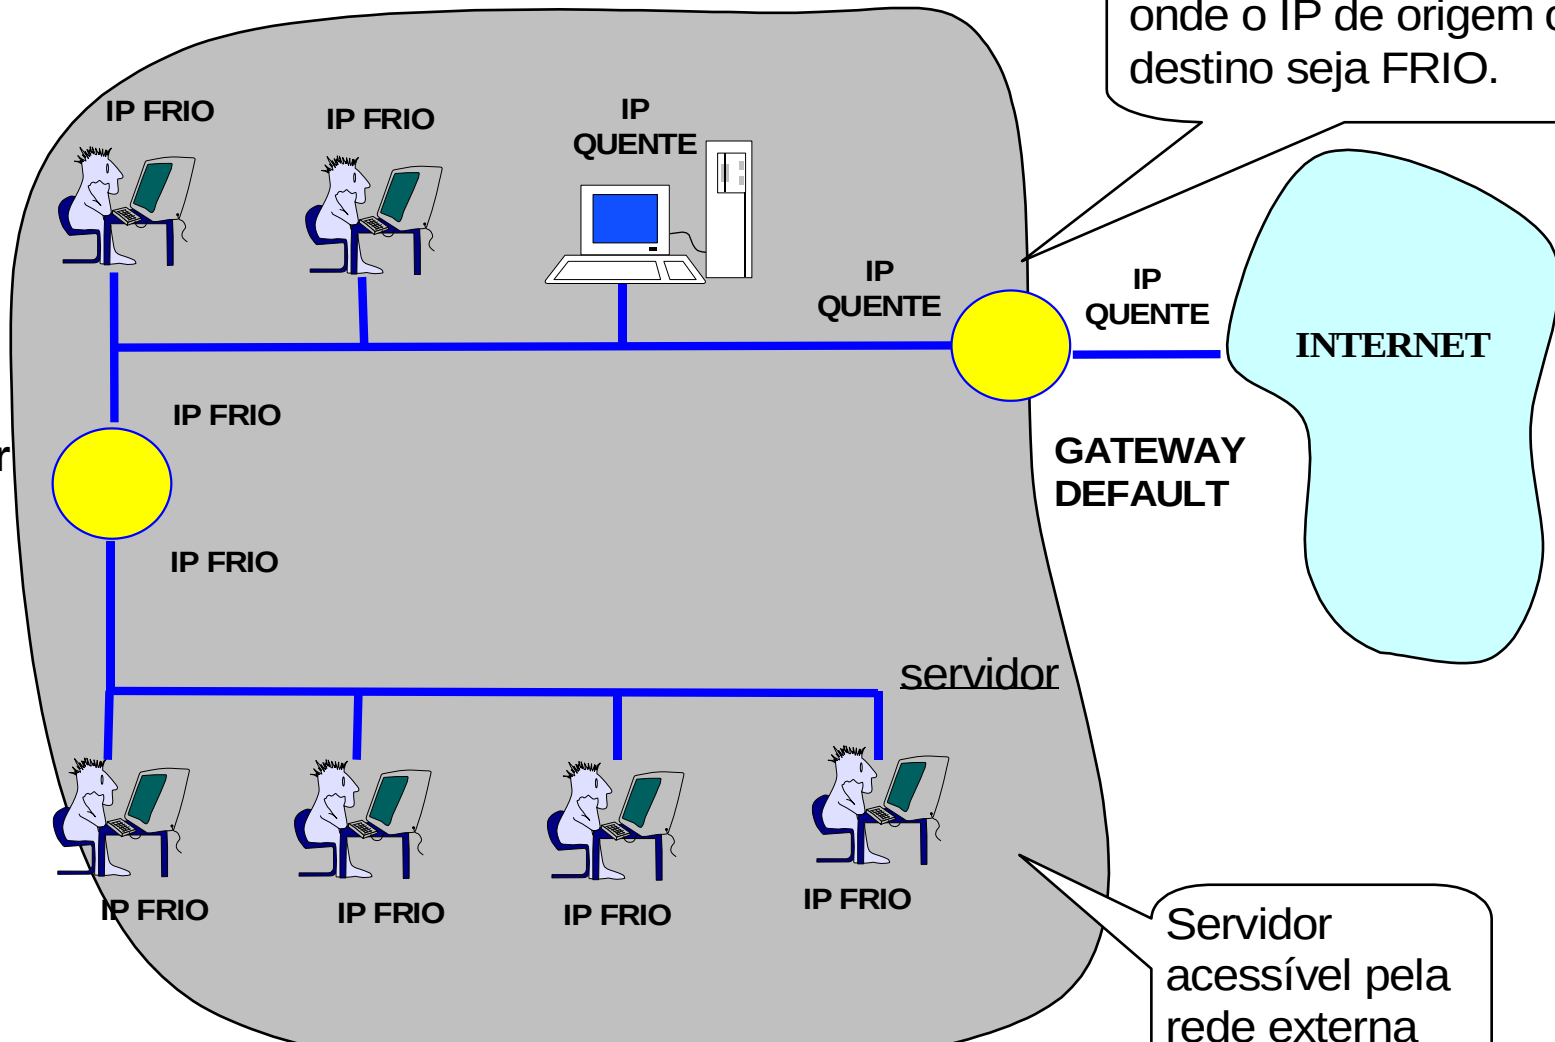 onde o IP de origem
destino seja FRIO.
IP FRIO
IP FRIO
IP
QUENTE
IP
QUENTE
IP
QUENTE
INTERNET
IP FRIO
GATEWAY
DEFAULT
IP FRIO
servidor
IP FRIO
IP FRIO
IP FRIO
IP FRIO
Servidor
acessível pela
rede externa